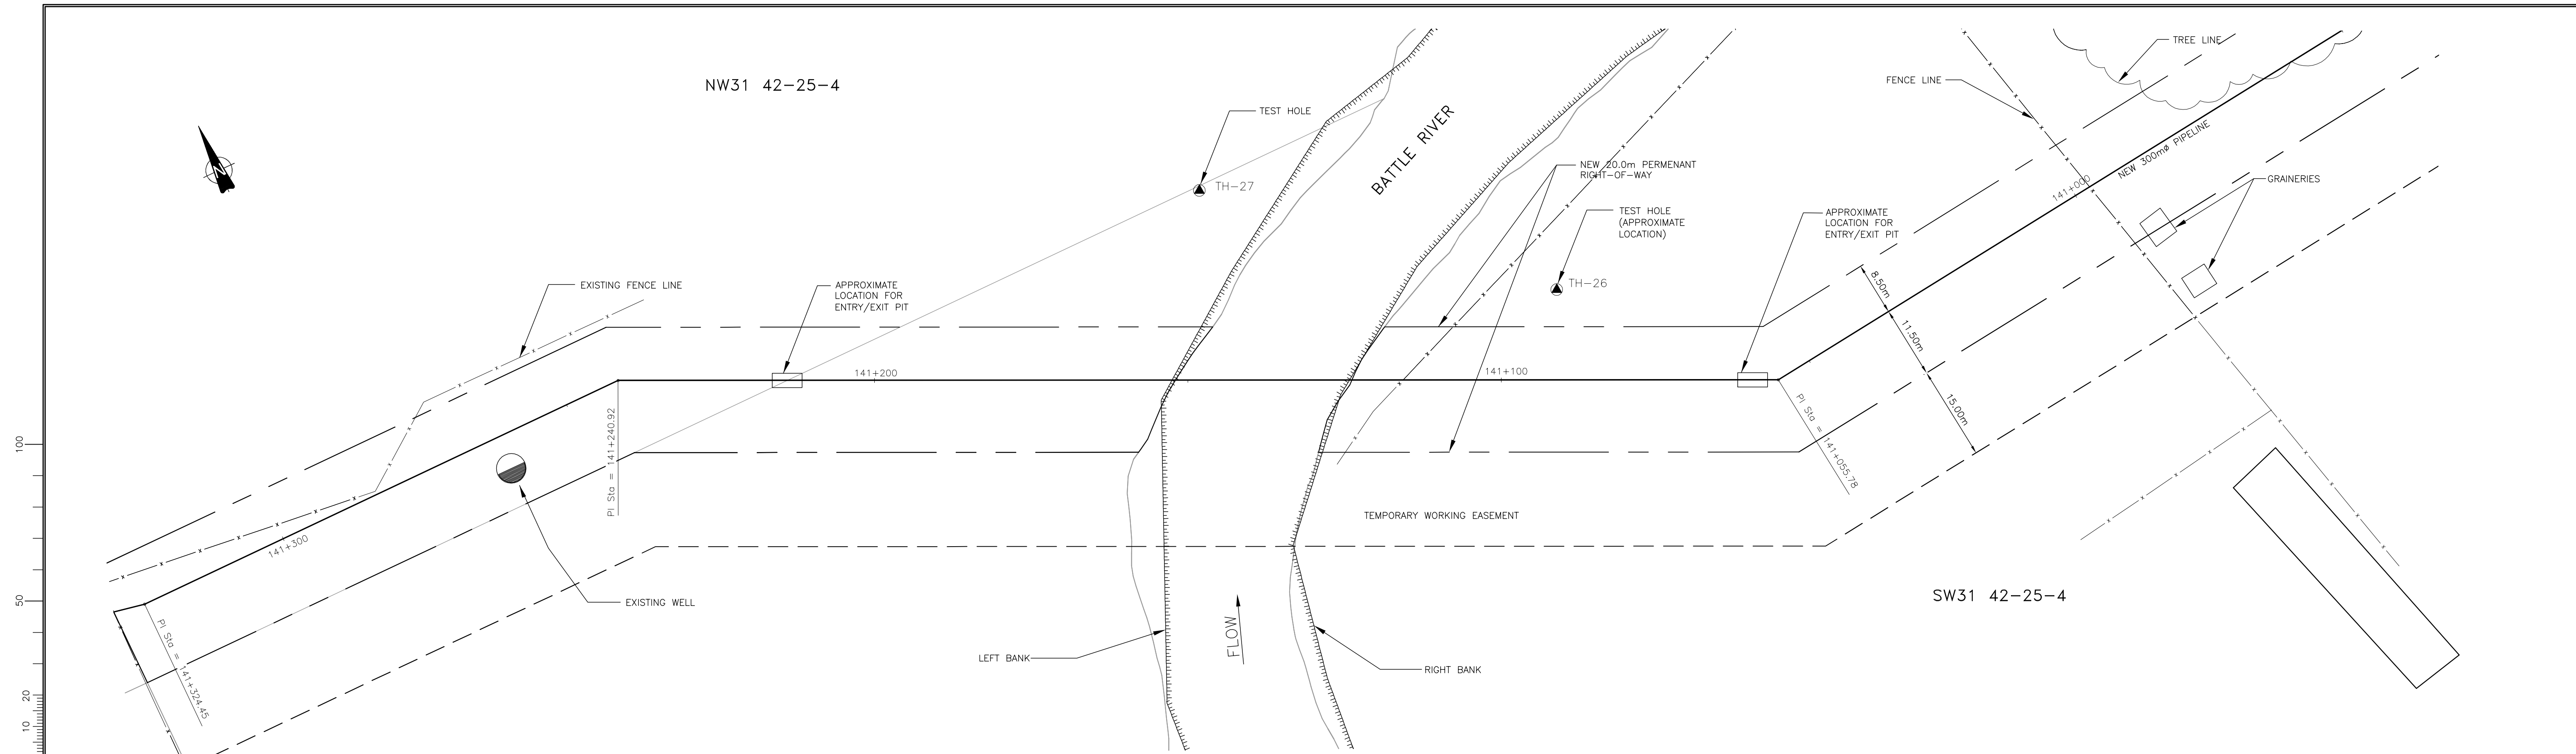 NW31 42-25-4
TREE LINE
FENCE LINE
TEST HOLE
BATTLE RIVER
N
TH-27
NEW 20.0m PERMENANT
RIGHT-OF-WAY
NEW 300mø PIPELINE
141+000
GRAINERIES
TEST HOLE
(APPROXIMATE
LOCATION)
APPROXIMATE
LOCATION FOR
ENTRY/EXIT PIT
EXISTING FENCE LINE
APPROXIMATE
LOCATION FOR
ENTRY/EXIT PIT
TH-26
8.50m
11.50m
15.00m
141+200
141+100
PI Sta = 141+240.92
PI Sta = 141+055.78
100
TEMPORARY WORKING EASEMENT
141+300
50
EXISTING WELL
SW31 42-25-4
FLOW
LEFT BANK
RIGHT BANK
PI Sta = 141+324.45
20
10